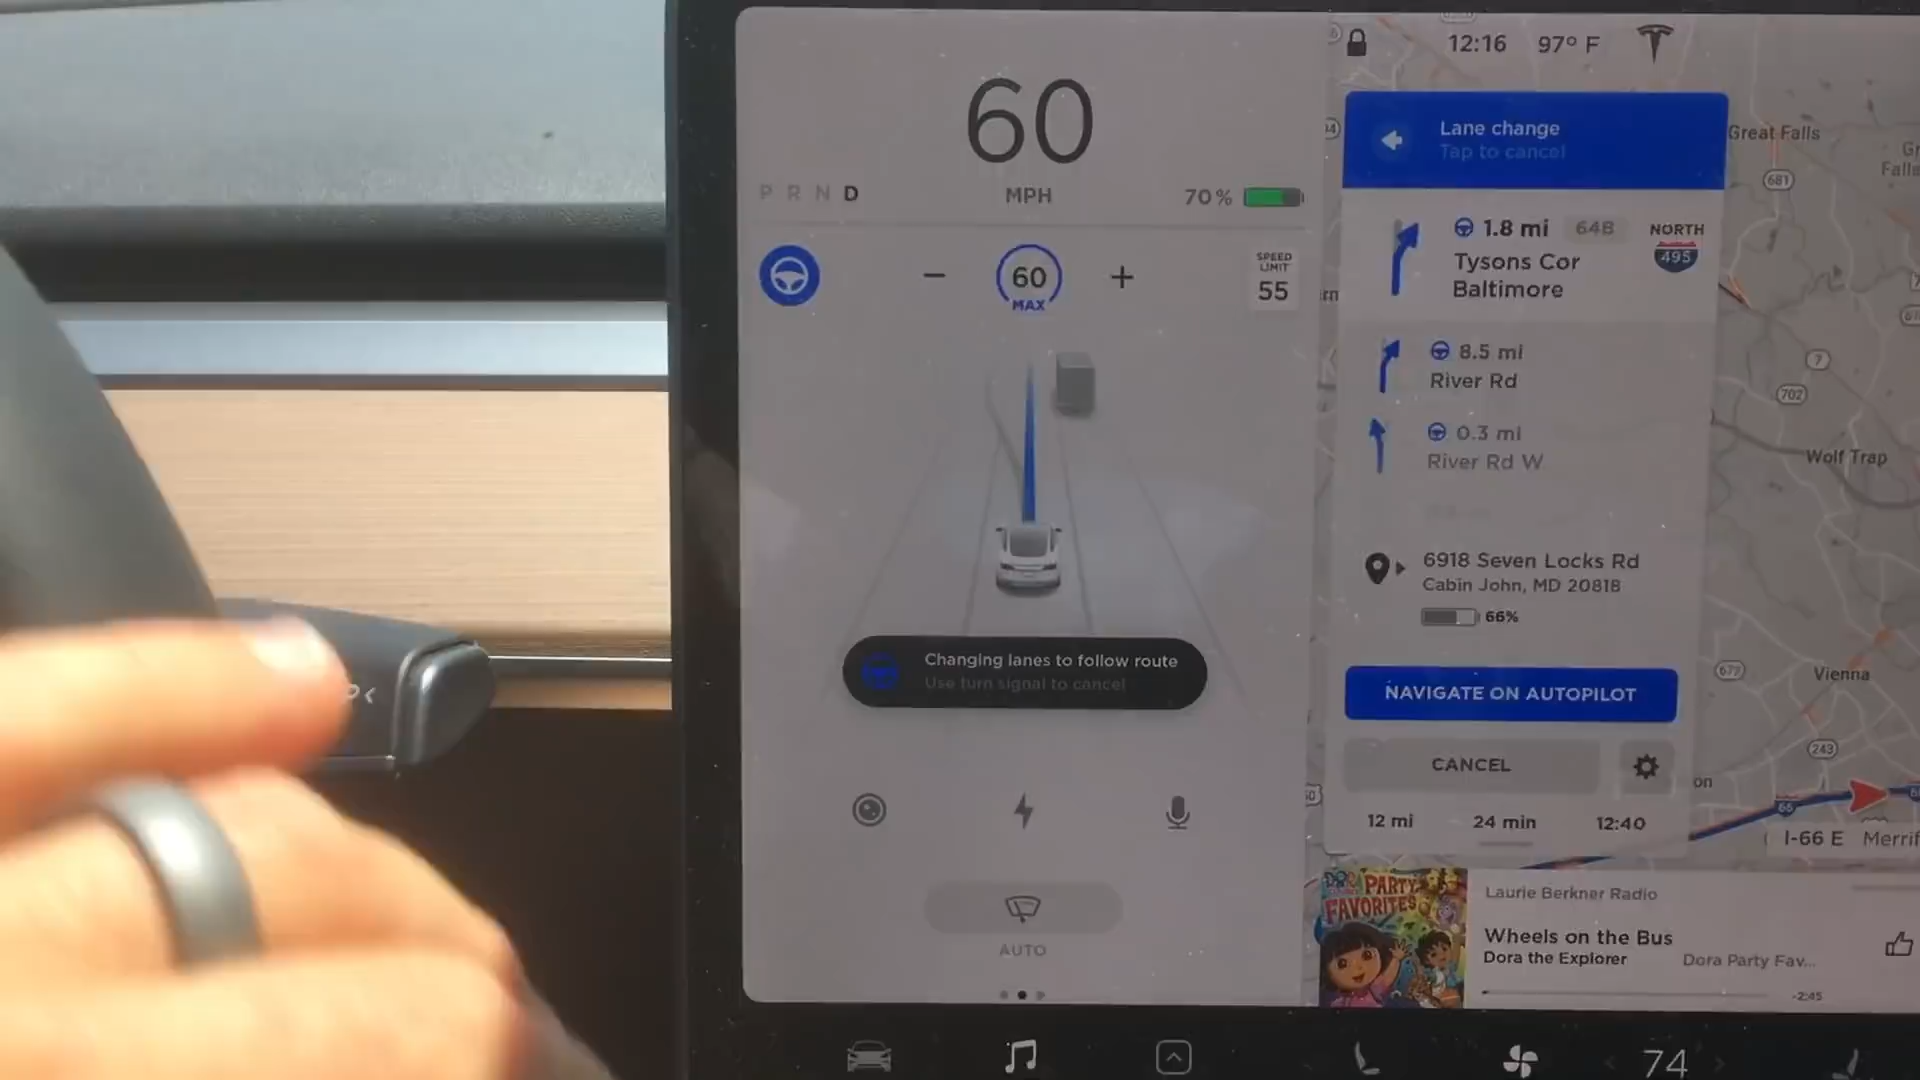 60
MPH
P R N D
70 %
60
MAX
SPEED
LIMIT
55
Changing lanes to follow route
Use turn signal to cancel
AUTO
12:16
97° F
Lane change
Tap to cancel
1.8 mi
64B
NORTH
495
Tysons Cor
Baltimore
8.5 mi
River Rd
0.3 mi
River Rd W
6918 Seven Locks Rd
Cabin John, MD 20818
66%
NAVIGATE ON AUTOPILOT
CANCEL
12 mi
24 min
12:40
Great Falls
681
7
702
Wolf Trap
677
Vienna
243
66
I-66 E
Merrif
Laurie Berkner Radio
PARTY
FAVORITES
Wheels on the Bus
Dora the Explorer
Dora Party Fav...
-2:45
74